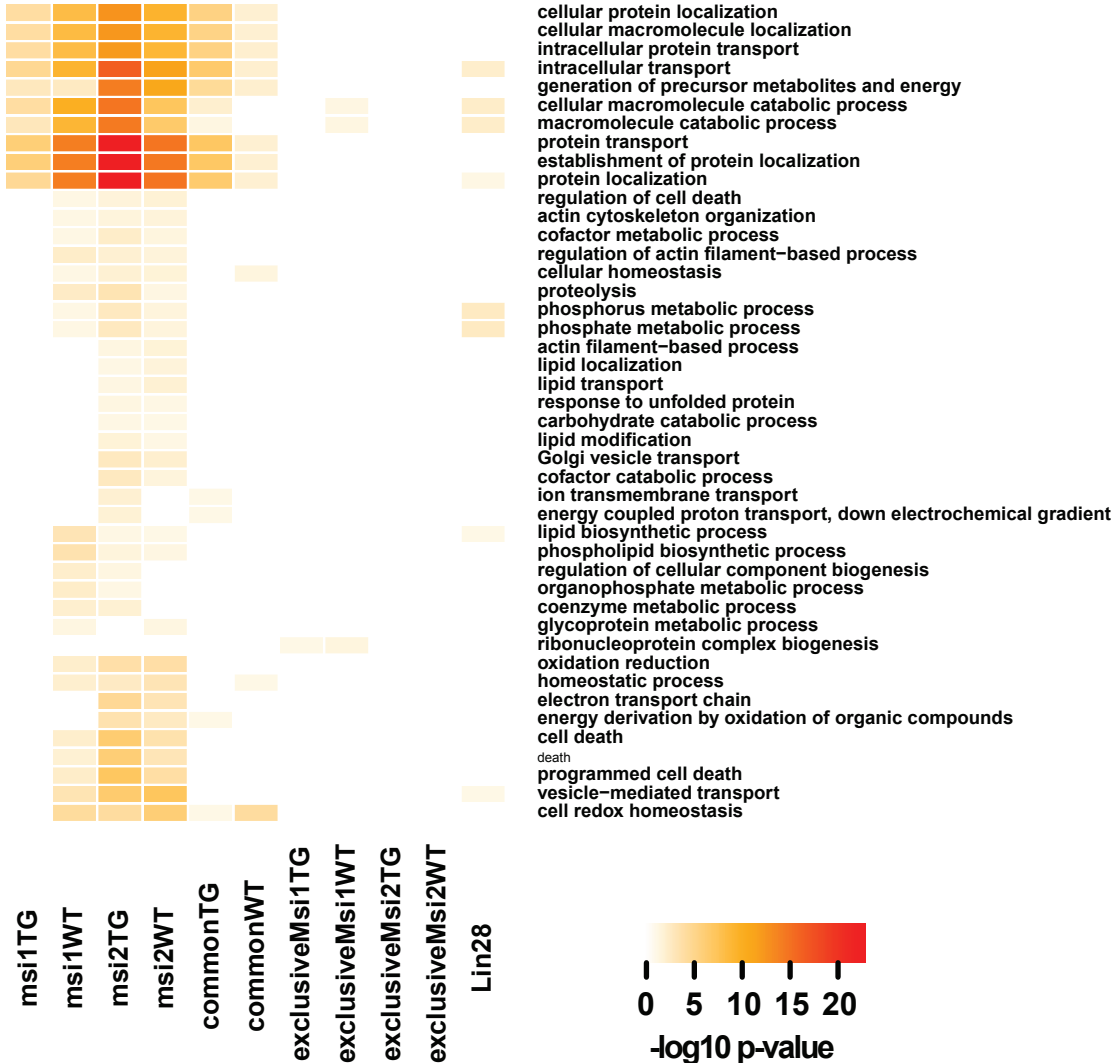 cellular protein localization
cellular macromolecule localization
intracellular protein transport
intracellular transport
generation of precursor metabolites and energy
cellular macromolecule catabolic process
macromolecule catabolic process
protein transport
establishment of protein localization
protein localization
regulation of cell death
actin cytoskeleton organization
cofactor metabolic process
regulation of actin filament−based process
cellular homeostasis
proteolysis
phosphorus metabolic process
phosphate metabolic process
actin filament−based process
lipid localization
lipid transport
response to unfolded protein
carbohydrate catabolic process
lipid modification
Golgi vesicle transport
cofactor catabolic process
ion transmembrane transport
energy coupled proton transport, down electrochemical gradient
lipid biosynthetic process
phospholipid biosynthetic process
regulation of cellular component biogenesis
organophosphate metabolic process
coenzyme metabolic process
glycoprotein metabolic process
ribonucleoprotein complex biogenesis
oxidation reduction
homeostatic process
electron transport chain
energy derivation by oxidation of organic compounds
cell death
death
programmed cell death
vesicle−mediated transport
cell redox homeostasis
msi1TG
msi1WT
msi2TG
msi2WT
commonTG
commonWT
exclusiveMsi1TG
exclusiveMsi1WT
exclusiveMsi2TG
exclusiveMsi2WT
Lin28
0 5 10 15 20
-log10 p-value